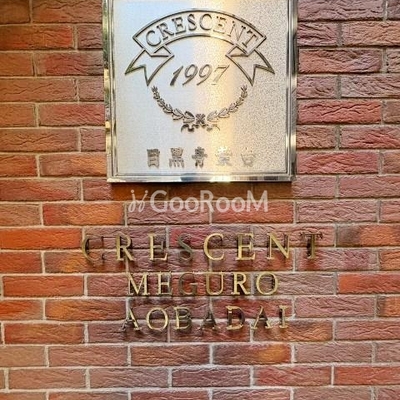 CRESCENT
1997
目黒青葉台
GooRooM
CRESCENT
MEGURO
AOBADAI